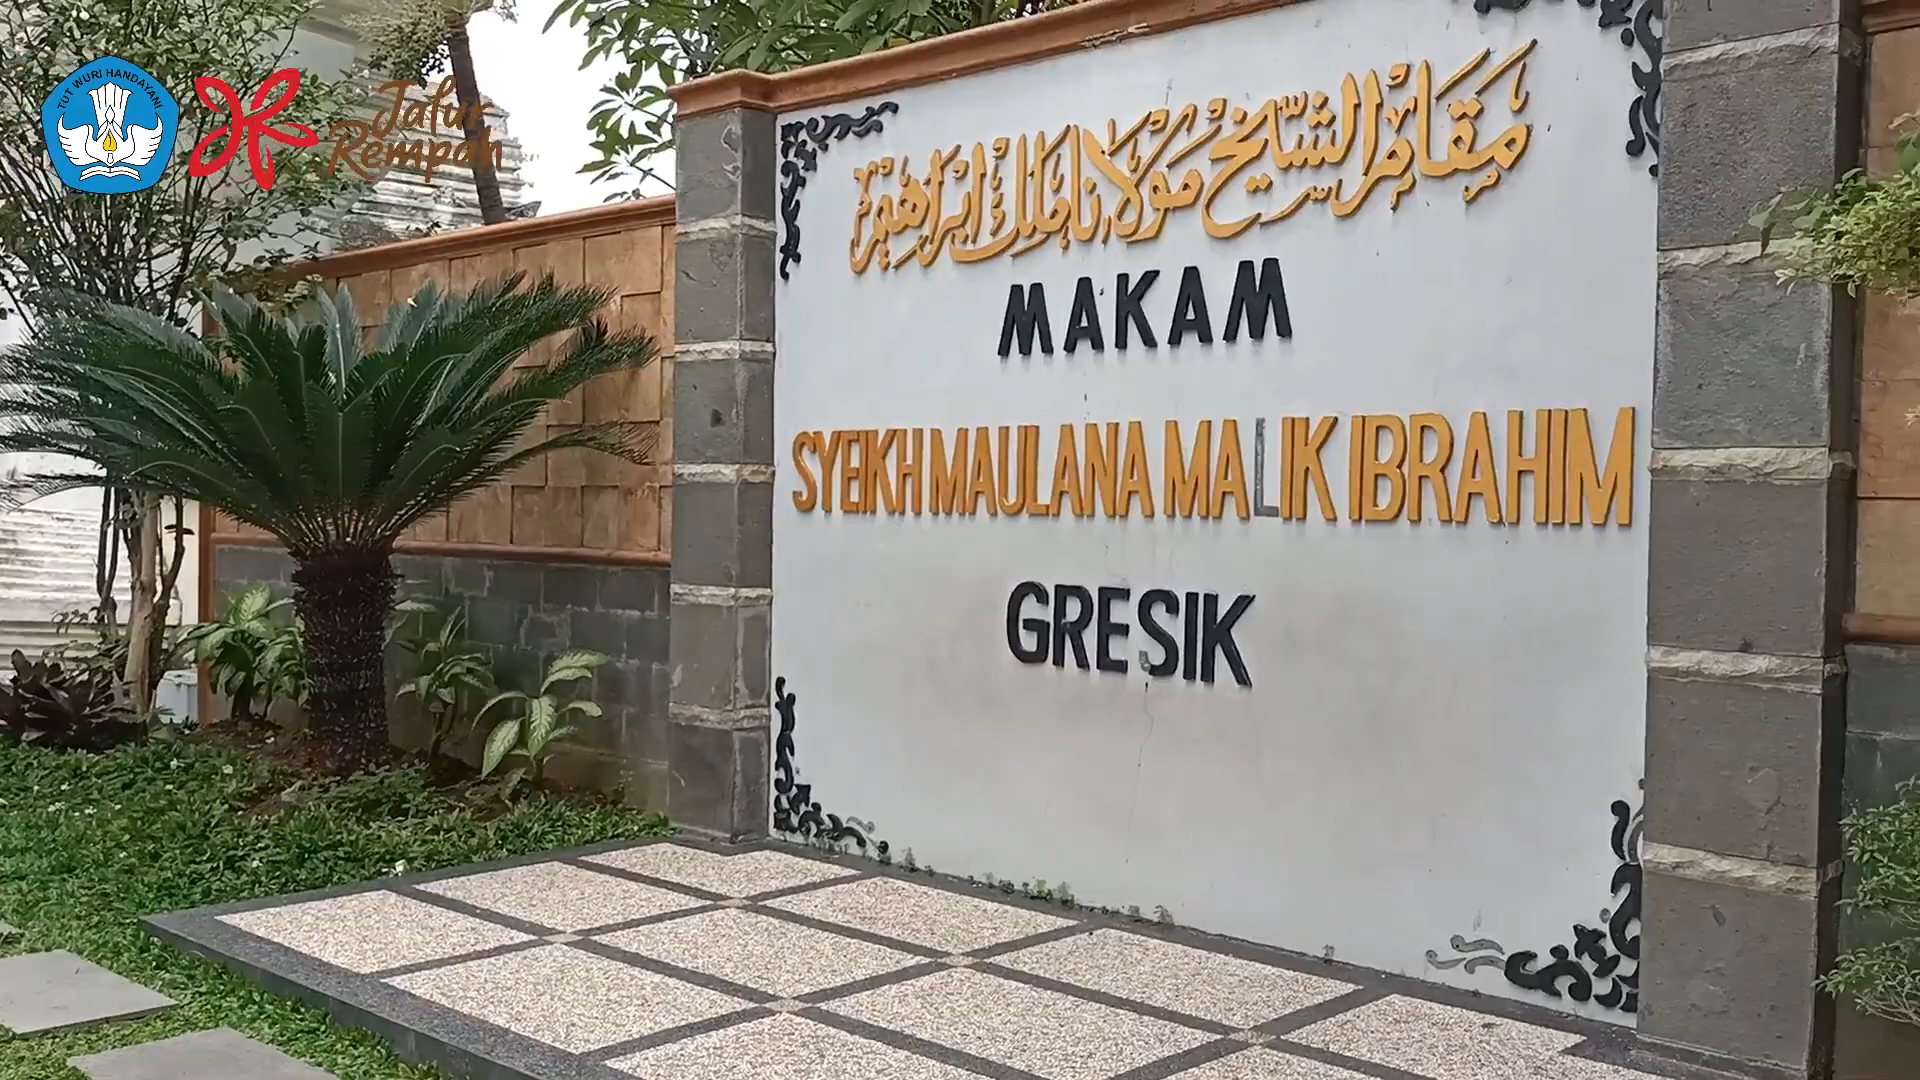 TUT WURI HANDAYANI
Jalur
Rempah
مقام الشيخ مولانا ملك ابراهيم
MAKAM
SYEIKH MAULANA MALIK IBRAHIM
GRESIK